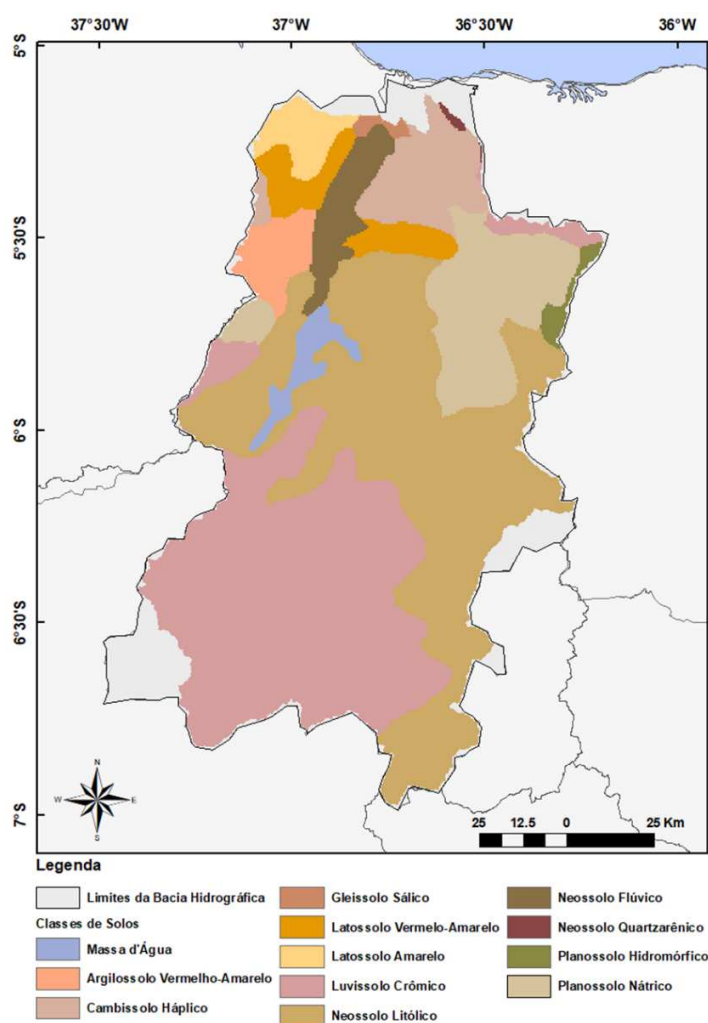 37°30'W 37°W 36°30'W 36°W
5°S
5°30'S
6°S
6°30'S
7°S
N
W E
S
25 12.5 0 25 Km
Legenda
Limites da Bacia Hidrográfica
Classes de Solos
Massa d'Água
Argilossolo Vermelho-Amarelo
Cambissolo Háplico
Gleissolo Sálico
Latossolo Vermelo-Amarelo
Latossolo Amarelo
Luvissolo Crômico
Neossolo Litólico
Neossolo Flúvico
Neossolo Quartzarênico
Planossolo Hidromórfico
Planossolo Nátrico